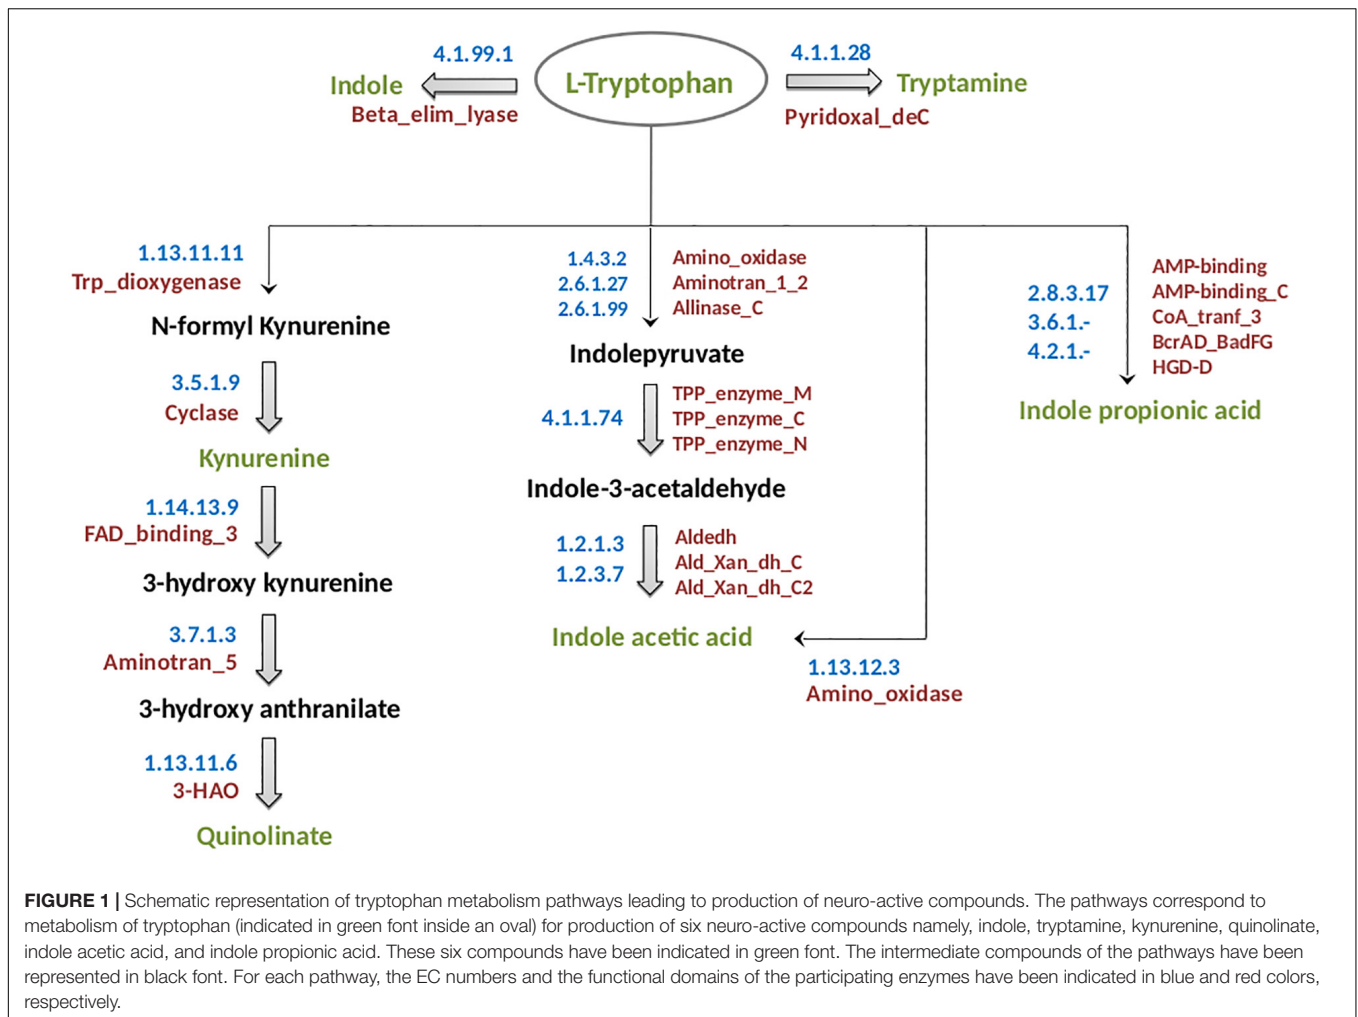 4.1.99.1
4.1.1.28
Indole
L-Tryptophan
Tryptamine
Beta_elim_lyase
Pyridoxal_deC
1.13.11.11
Trp_dioxygenase
N-formyl Kynurenine
3.5.1.9
Cyclase
Kynurenine
1.14.13.9
FAD_binding_3
3-hydroxy kynurenine
3.7.1.3
Aminotran_5
3-hydroxy anthranilate
1.13.11.6
3-HAO
Quinolinate
1.4.3.2
2.6.1.27
2.6.1.99
Amino_oxidase
Aminotran_1_2
Allinase_C
Indolepyruvate
4.1.1.74
TPP_enzyme_M
TPP_enzyme_C
TPP_enzyme_N
Indole-3-acetaldehyde
1.2.1.3
1.2.3.7
Aldedh
Ald_Xan_dh_C
Ald_Xan_dh_C2
Indole acetic acid
1.13.12.3
Amino_oxidase
2.8.3.17
3.6.1.-
4.2.1.-
AMP-binding
AMP-binding_C
CoA_tranf_3
BcrAD_BadFG
HGD-D
Indole propionic acid
FIGURE 1 | Schematic representation of tryptophan metabolism pathways leading to production of neuro-active compounds. The pathways correspond to
metabolism of tryptophan (indicated in green font inside an oval) for production of six neuro-active compounds namely, indole, tryptamine, kynurenine, quinolinate,
indole acetic acid, and indole propionic acid. These six compounds have been indicated in green font. The intermediate compounds of the pathways have been
represented in black font. For each pathway, the EC numbers and the functional domains of the participating enzymes have been indicated in blue and red colors,
respectively.